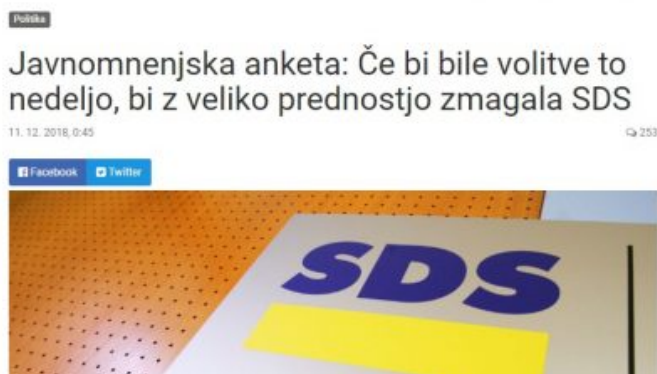 Politika
Javnomnenjska anketa: Če bi bile volitve to
nedeljo, bi z veliko prednostjo zmagala SDS
11. 12. 2018, 0:45
253
Facebook Twitter
SDS